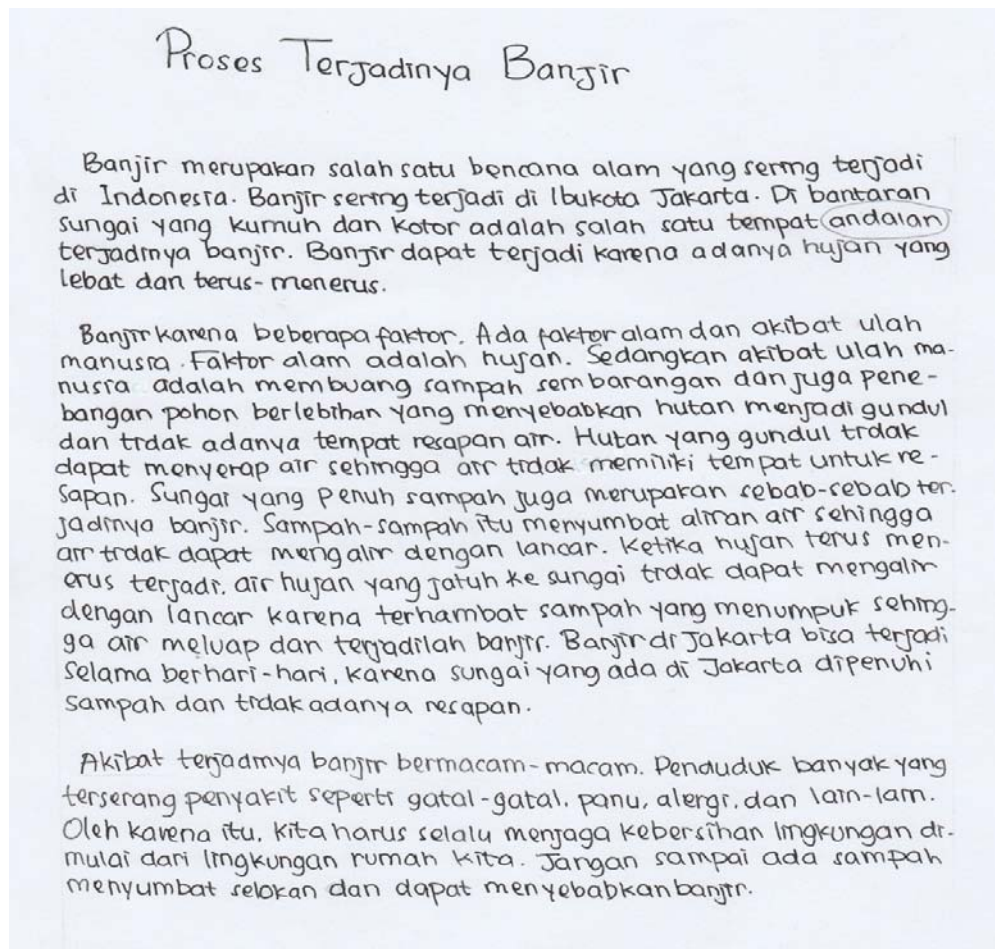 Proses Terjadinya Banjir
Banjir merupakan salah satu bencana alam yang sering terjadi
di Indonesia. Banjir sering terjadi di Ibukota Jakarta. Di bantaran
sungai yang kumuh dan kotor adalah salah satu tempat andalan
terjadinya banjir. Banjir dapat terjadi karena adanya hujan yang
lebat dan terus-menerus.
Banjir karena beberapa faktor. Ada faktor alam dan akibat ulah
manusia. Faktor alam adalah hujan. Sedangkan akibat ulah ma-
nusia adalah membuang sampah sembarangan dan juga pene-
bangan pohon berlebihan yang menyebabkan hutan menjadi gundul
dan tidak adanya tempat resapan air. Hutan yang gundul tidak
dapat menyerap air sehingga air tidak memiliki tempat untuk re-
sapan. Sungai yang penuh sampah juga merupakan sebab-sebab ter-
jadinya banjir. Sampah-sampah itu menyumbat aliran air sehingga
air tidak dapat mengalir dengan lancar. Ketika hujan terus men-
erus terjadi, air hujan yang jatuh ke sungai tidak dapat mengalir
dengan lancar karena terhambat sampah yang menumpuk sehing-
ga air meluap dan terjadilah banjir. Banjir di Jakarta bisa terjadi
selama berhari-hari, karena sungai yang ada di Jakarta dipenuhi
sampah dan tidak adanya resapan.
Akibat terjadinya banjir bermacam-macam. Penduduk banyak yang
terserang penyakit seperti gatal-gatal, panu, alergi, dan lain-lain.
Oleh karena itu, kita harus selalu menjaga kebersihan lingkungan di-
mulai dari lingkungan rumah kita. Jangan sampai ada sampah
menyumbat selokan dan dapat menyebabkan banjir.